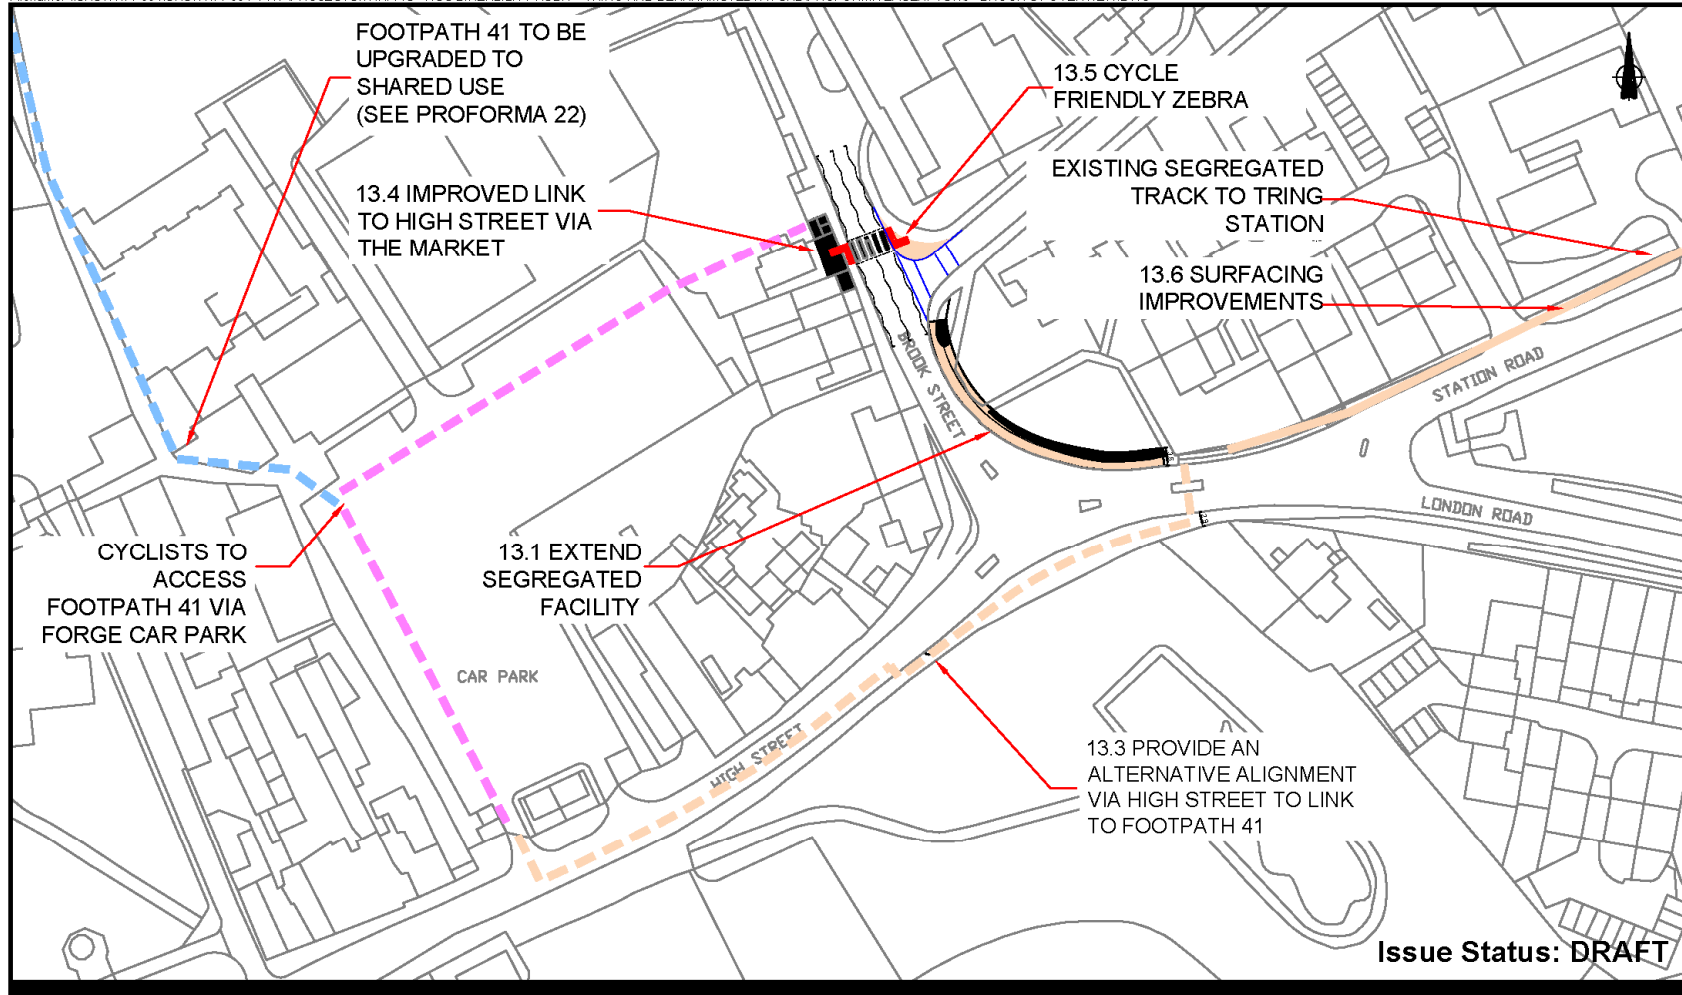 FOOTPATH 41 TO BE
UPGRADED TO
SHARED USE
(SEE PROFORMA 22)
13.4 IMPROVED LINK
TO HIGH STREET VIA
THE MARKET
13.5 CYCLE
FRIENDLY ZEBRA
EXISTING SEGREGATED
TRACK TO TRING
STATION
13.6 SURFACING
IMPROVEMENTS
BROOK STREET
STATION ROAD
LONDON ROAD
CYCLISTS TO
ACCESS
FOOTPATH 41 VIA
FORGE CAR PARK
13.1 EXTEND
SEGREGATED
FACILITY
CAR PARK
HIGH STREET
13.3 PROVIDE AN
ALTERNATIVE ALIGNMENT
VIA HIGH STREET TO LINK
TO FOOTPATH 41
Issue Status: DRAFT